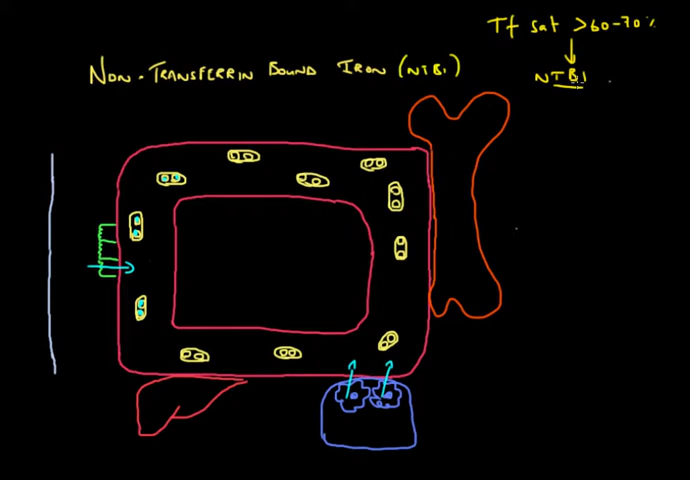 Tf sat >60-70%
NON-TRANSFERRIN BOUND IRON (NTBI)
NTBI